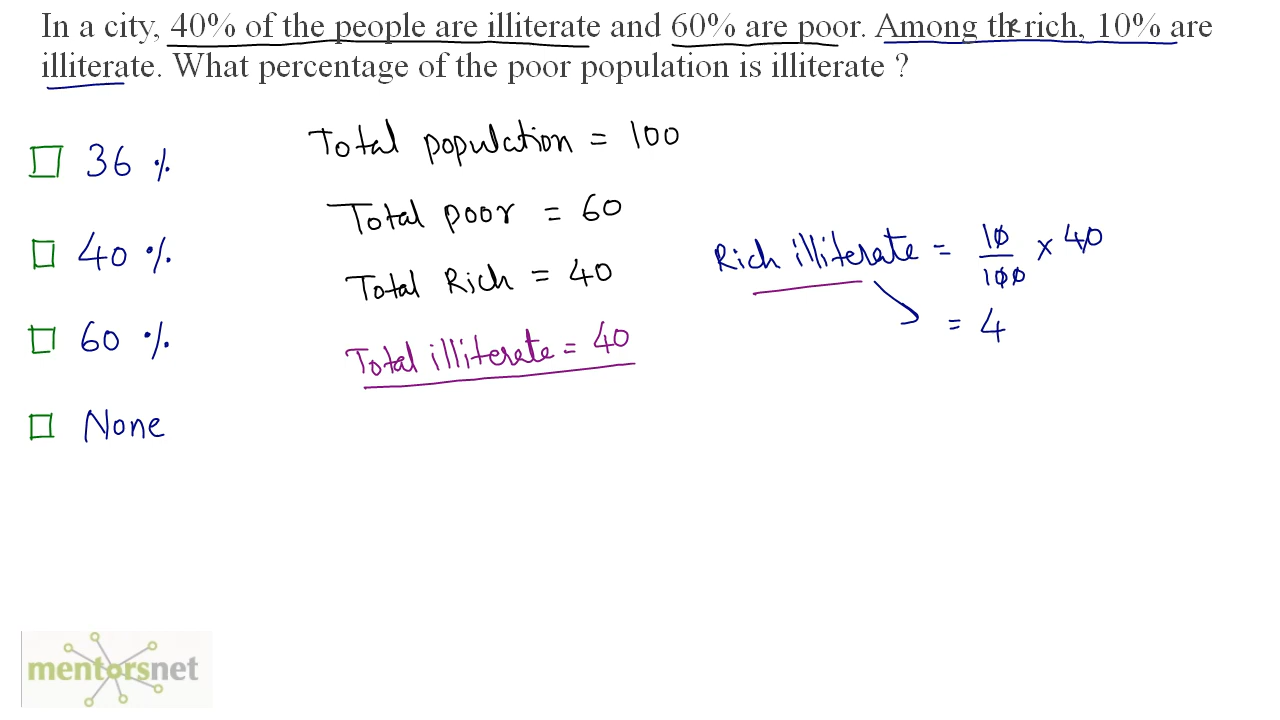 In a city, 40% of the people are illiterate and 60% are poor. Among the rich, 10% are
illiterate. What percentage of the poor population is illiterate ?
36 %
40 %
60 %
None
Total population = 100
Total poor = 60
Total Rich = 40
Total illiterate = 40
Rich illiterate = 10/100 x 40
= 4
mentorsnet